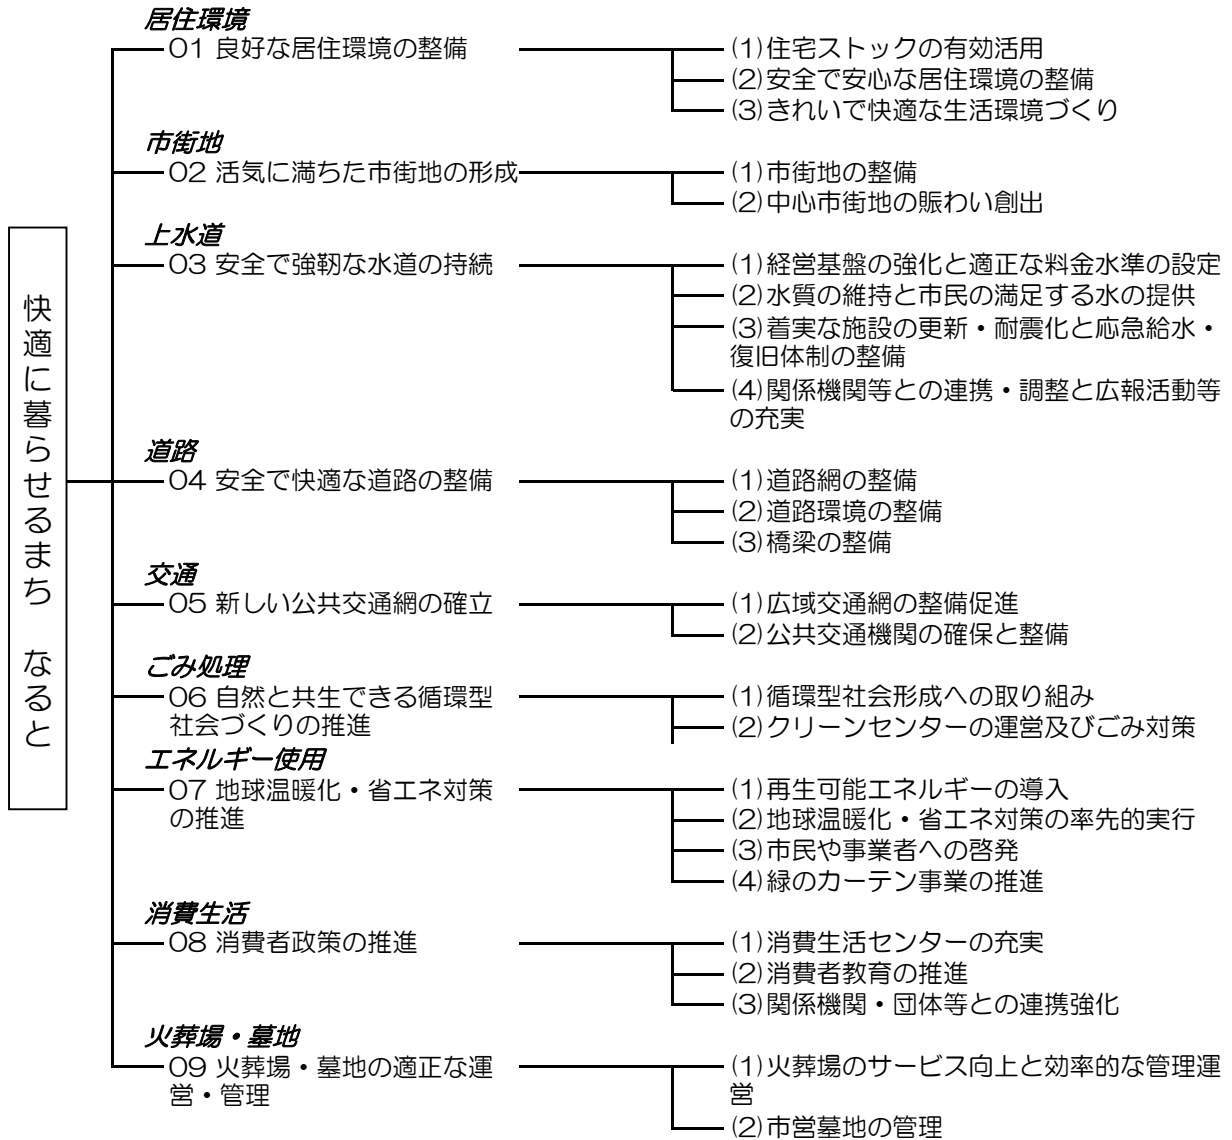 快適に暮らせるまち なると
居住環境
01 良好な居住環境の整備
(1)住宅ストックの有効活用
(2)安全で安心な居住環境の整備
(3)きれいで快適な生活環境づくり
市街地
02 活気に満ちた市街地の形成
(1)市街地の整備
(2)中心市街地の賑わい創出
上水道
03 安全で強靭な水道の持続
(1)経営基盤の強化と適正な料金水準の設定
(2)水質の維持と市民の満足する水の提供
(3)着実な施設の更新・耐震化と応急給水・
復旧体制の整備
(4)関係機関等との連携・調整と広報活動等
の充実
道路
04 安全で快適な道路の整備
(1)道路網の整備
(2)道路環境の整備
(3)橋梁の整備
交通
05 新しい公共交通網の確立
(1)広域交通網の整備促進
(2)公共交通機関の確保と整備
ごみ処理
06 自然と共生できる循環型
社会づくりの推進
(1)循環型社会形成への取り組み
(2)クリーンセンターの運営及びごみ対策
エネルギー使用
07 地球温暖化・省エネ対策
の推進
(1)再生可能エネルギーの導入
(2)地球温暖化・省エネ対策の率先的実行
(3)市民や事業者への啓発
(4)緑のカーテン事業の推進
消費生活
08 消費者政策の推進
(1)消費生活センターの充実
(2)消費者教育の推進
(3)関係機関・団体等との連携強化
火葬場・墓地
09 火葬場・墓地の適正な運
営・管理
(1)火葬場のサービス向上と効率的な管理運
営
(2)市営墓地の管理